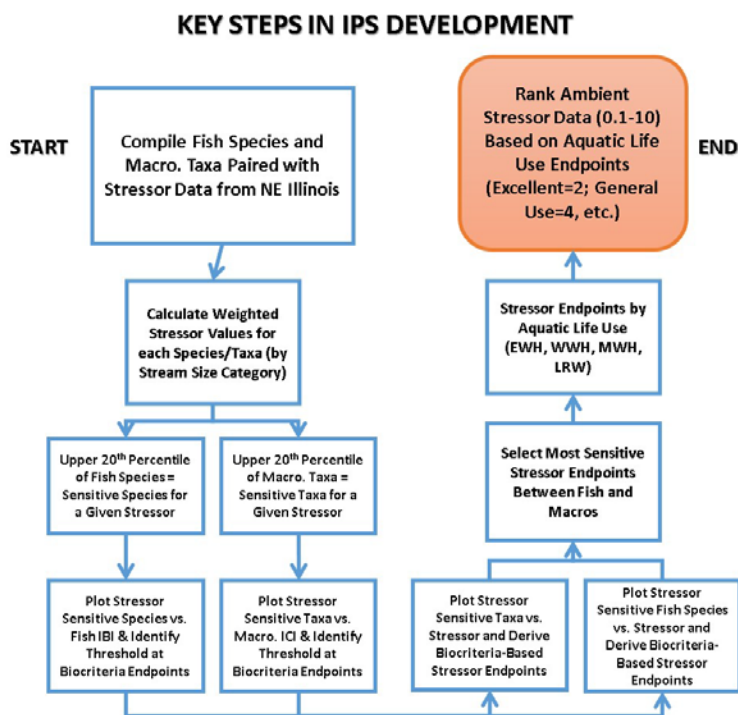 KEY STEPS IN IPS DEVELOPMENT
START
Compile Fish Species and
Macro. Taxa Paired with
Stressor Data from NE Illinois
Calculate Weighted
Stressor Values for
each Species/Taxa (by
Stream Size Category)
Upper 20th Percentile
of Fish Species =
Sensitive Species for
a Given Stressor
Upper 20th Percentile
of Macro. Taxa =
Sensitive Taxa for a
Given Stressor
Plot Stressor
Sensitive Species vs.
Fish IBI & Identify
Threshold at
Biocriteria Endpoints
Plot Stressor
Sensitive Taxa vs.
Macro. ICI & Identify
Threshold at
Biocriteria Endpoints
Plot Stressor
Sensitive Taxa vs.
Stressor and Derive
Biocriteria-Based
Stressor Endpoints
Plot Stressor
Sensitive Fish Species
vs. Stressor and
Derive Biocriteria-
Based Stressor
Endpoints
Select Most Sensitive
Stressor Endpoints
Between Fish and
Macros
Stressor Endpoints by
Aquatic Life Use
(EWH, WWH, MWH,
LRW)
Rank Ambient
Stressor Data (0.1-10)
Based on Aquatic Life
Use Endpoints
(Excellent=2; General
Use=4, etc.)
END